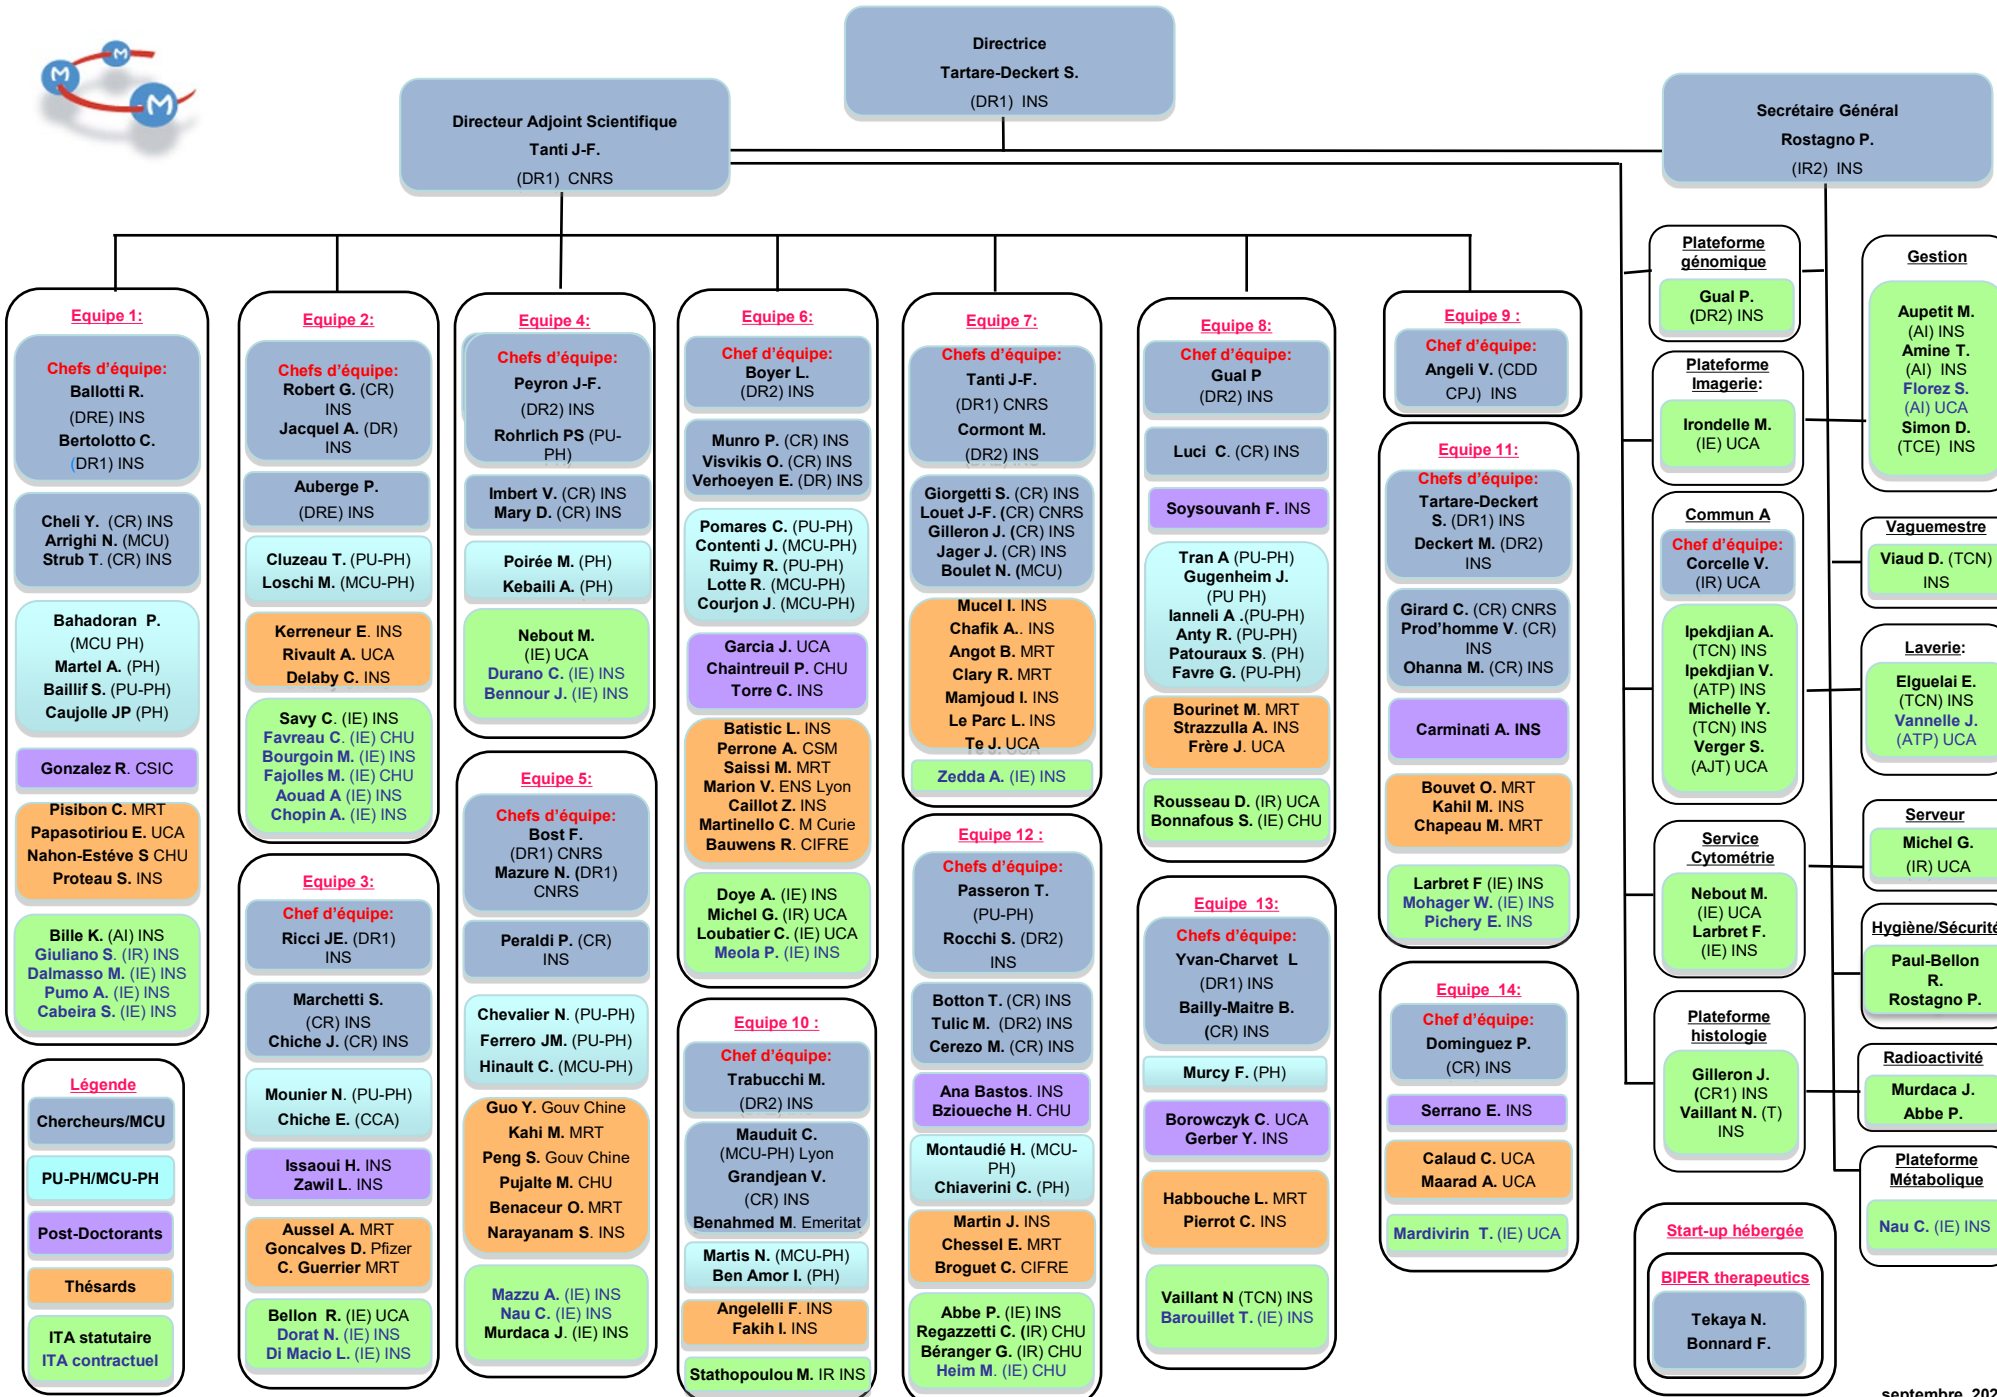 M
M
M
Directrice
Tartare-Deckert S.
(DR1) INS
Directeur Adjoint Scientifique
Tanti J-F.
(DR1) CNRS
Secrétaire Général
Rostagno P.
(IR2) INS
Equipe 1:
Chefs d'équipe:
Ballotti R.
(DRE) INS
Bertolotto C.
(DR1) INS
Cheli Y. (CR) INS
Arrighi N. (MCU)
Strub T. (CR) INS
Bahadoran P.
(MCU PH)
Martel A. (PH)
Baillif S. (PU-PH)
Caujolle JP (PH)
Gonzalez R. CSIC
Pisibon C. MRT
Papasotiriou E. UCA
Nahon-Estéve S CHU
Proteau S. INS
Bille K. (AI) INS
Giuliano S. (IR) INS
Dalmasso M. (IE) INS
Pumo A. (IE) INS
Cabeira S. (IE) INS
Légende
Chercheurs/MCU
PU-PH/MCU-PH
Post-Doctorants
Thésards
ITA statutaire
ITA contractuel
Equipe 2:
Chefs d'équipe:
Robert G. (CR)
INS
Jacquel A. (DR)
INS
Auberge P.
(DRE) INS
Cluzeau T. (PU-PH)
Loschi M. (MCU-PH)
Kerreneur E. INS
Rivault A. UCA
Delaby C. INS
Savy C. (IE) INS
Favreau C. (IE) CHU
Bourgoin M. (IE) INS
Fajolles M. (IE) CHU
Aouad A (IE) INS
Chopin A. (IE) INS
Equipe 3:
Chef d'équipe:
Ricci JE. (DR1)
INS
Marchetti S.
(CR) INS
Chiche J. (CR) INS
Mounier N. (PU-PH)
Chiche E. (CCA)
Issaoui H. INS
Zawil L. INS
Aussel A. MRT
Goncalves D. Pfizer
C. Guerrier MRT
Bellon R. (IE) UCA
Dorat N. (IE) INS
Di Macio L. (IE) INS
Equipe 4:
Chefs d'équipe:
Peyron J-F.
(DR2) INS
Rohrlich PS (PU-
PH)
Imbert V. (CR) INS
Mary D. (CR) INS
Poirée M. (PH)
Kebaili A. (PH)
Nebout M.
(IE) UCA
Durano C. (IE) INS
Bennour J. (IE) INS
Equipe 5:
Chefs d'équipe:
Bost F.
(DR1) CNRS
Mazure N. (DR1)
CNRS
Peraldi P. (CR)
INS
Chevalier N. (PU-PH)
Ferrero JM. (PU-PH)
Hinault C. (MCU-PH)
Guo Y. Gouv Chine
Kahi M. MRT
Peng S. Gouv Chine
Pujalte M. CHU
Benaceur O. MRT
Narayanam S. INS
Mazzu A. (IE) INS
Nau C. (IE) INS
Murdaca J. (IE) INS
Equipe 6:
Chef d'équipe:
Boyer L.
(DR2) INS
Munro P. (CR) INS
Visvikis O. (CR) INS
Verhoeyen E. (DR) INS
Pomares C. (PU-PH)
Contenti J. (MCU-PH)
Ruimy R. (PU-PH)
Lotte R. (MCU-PH)
Courjon J. (MCU-PH)
Garcia J. UCA
Chaintreuil P. CHU
Torre C. INS
Batistic L. INS
Perrone A. CSM
Saissi M. MRT
Marion V. ENS Lyon
Caillot Z. INS
Martinello C. M Curie
Bauwens R. CIFRE
Doye A. (IE) INS
Michel G. (IR) UCA
Loubatier C. (IE) UCA
Meola P. (IE) INS
Equipe 10 :
Chef d'équipe:
Trabucchi M.
(DR2) INS
Mauduit C.
(MCU-PH) Lyon
Grandjean V.
(CR) INS
Benahmed M. Emeritat
Martis N. (MCU-PH)
Ben Amor I. (PH)
Angelelli F. INS
Fakih I. INS
Stathopoulou M. IR INS
Equipe 7:
Chefs d'équipe:
Tanti J-F.
(DR1) CNRS
Cormont M.
(DR2) INS
Giorgetti S. (CR) INS
Louet J-F. (CR) CNRS
Gilleron J. (CR) INS
Jager J. (CR) INS
Boulet N. (MCU)
Mucel I. INS
Chafik A.. INS
Angot B. MRT
Clary R. MRT
Mamjoud I. INS
Le Parc L. INS
Te J. UCA
Zedda A. (IE) INS
Equipe 12 :
Chefs d'équipe:
Passeron T.
(PU-PH)
Rocchi S. (DR2)
INS
Botton T. (CR) INS
Tulic M. (DR2) INS
Cerezo M. (CR) INS
Ana Bastos. INS
Bzioueche H. CHU
Montaudié H. (MCU-
PH)
Chiaverini C. (PH)
Martin J. INS
Chessel E. MRT
Broguet C. CIFRE
Abbe P. (IE) INS
Regazzetti C. (IR) CHU
Béranger G. (IR) CHU
Heim M. (IE) CHU
Equipe 8:
Chef d'équipe:
Gual P
(DR2) INS
Luci C. (CR) INS
Soysouvanh F. INS
Tran A (PU-PH)
Gugenheim J.
(PU PH)
Ianneli A .(PU-PH)
Anty R. (PU-PH)
Patouraux S. (PH)
Favre G. (PU-PH)
Bourinet M. MRT
Strazzulla A. INS
Frère J. UCA
Rousseau D. (IR) UCA
Bonnafous S. (IE) CHU
Equipe 13:
Chefs d'équipe:
Yvan-Charvet L
(DR1) INS
Bailly-Maitre B.
(CR) INS
Murcy F. (PH)
Borowczyk C. UCA
Gerber Y. INS
Habbouche L. MRT
Pierrot C. INS
Vaillant N (TCN) INS
Barouillet T. (IE) INS
Equipe 9 :
Chef d'équipe:
Angeli V. (CDD
CPJ) INS
Equipe 11:
Chefs d'équipe:
Tartare-Deckert
S. (DR1) INS
Deckert M. (DR2)
INS
Girard C. (CR) CNRS
Prod'homme V. (CR)
INS
Ohanna M. (CR) INS
Carminati A. INS
Bouvet O. MRT
Kahil M. INS
Chapeau M. MRT
Larbret F (IE) INS
Mohager W. (IE) INS
Pichery E. INS
Equipe 14:
Chef d'équipe:
Dominguez P.
(CR) INS
Serrano E. INS
Calaud C. UCA
Maarad A. UCA
Mardivirin T. (IE) UCA
Plateforme
génomique
Gual P.
(DR2) INS
Plateforme
Imagerie:
Irondelle M.
(IE) UCA
Commun A
Chef d'équipe:
Corcelle V.
(IR) UCA
Ipekdjian A.
(TCN) INS
Ipekdjian V.
(ATP) INS
Michelle Y.
(TCN) INS
Verger S.
(AJT) UCA
Service
Cytométrie
Nebout M.
(IE) UCA
Larbret F.
(IE) INS
Plateforme
histologie
Gilleron J.
(CR1) INS
Vaillant N. (T)
INS
Start-up hébergée
BIPER therapeutics
Tekaya N.
Bonnard F.
Gestion
Aupetit M.
(AI) INS
Amine T.
(AI) INS
Florez S.
(AI) UCA
Simon D.
(TCE) INS
Vaguemestre
Viaud D. (TCN)
INS
Laverie:
Elguelai E.
(TCN) INS
Vannelle J.
(ATP) UCA
Serveur
Michel G.
(IR) UCA
Hygiène/Sécurité
Paul-Bellon
R.
Rostagno P.
Radioactivité
Murdaca J.
Abbe P.
Plateforme
Métabolique
Nau C. (IE) INS
septembre 202